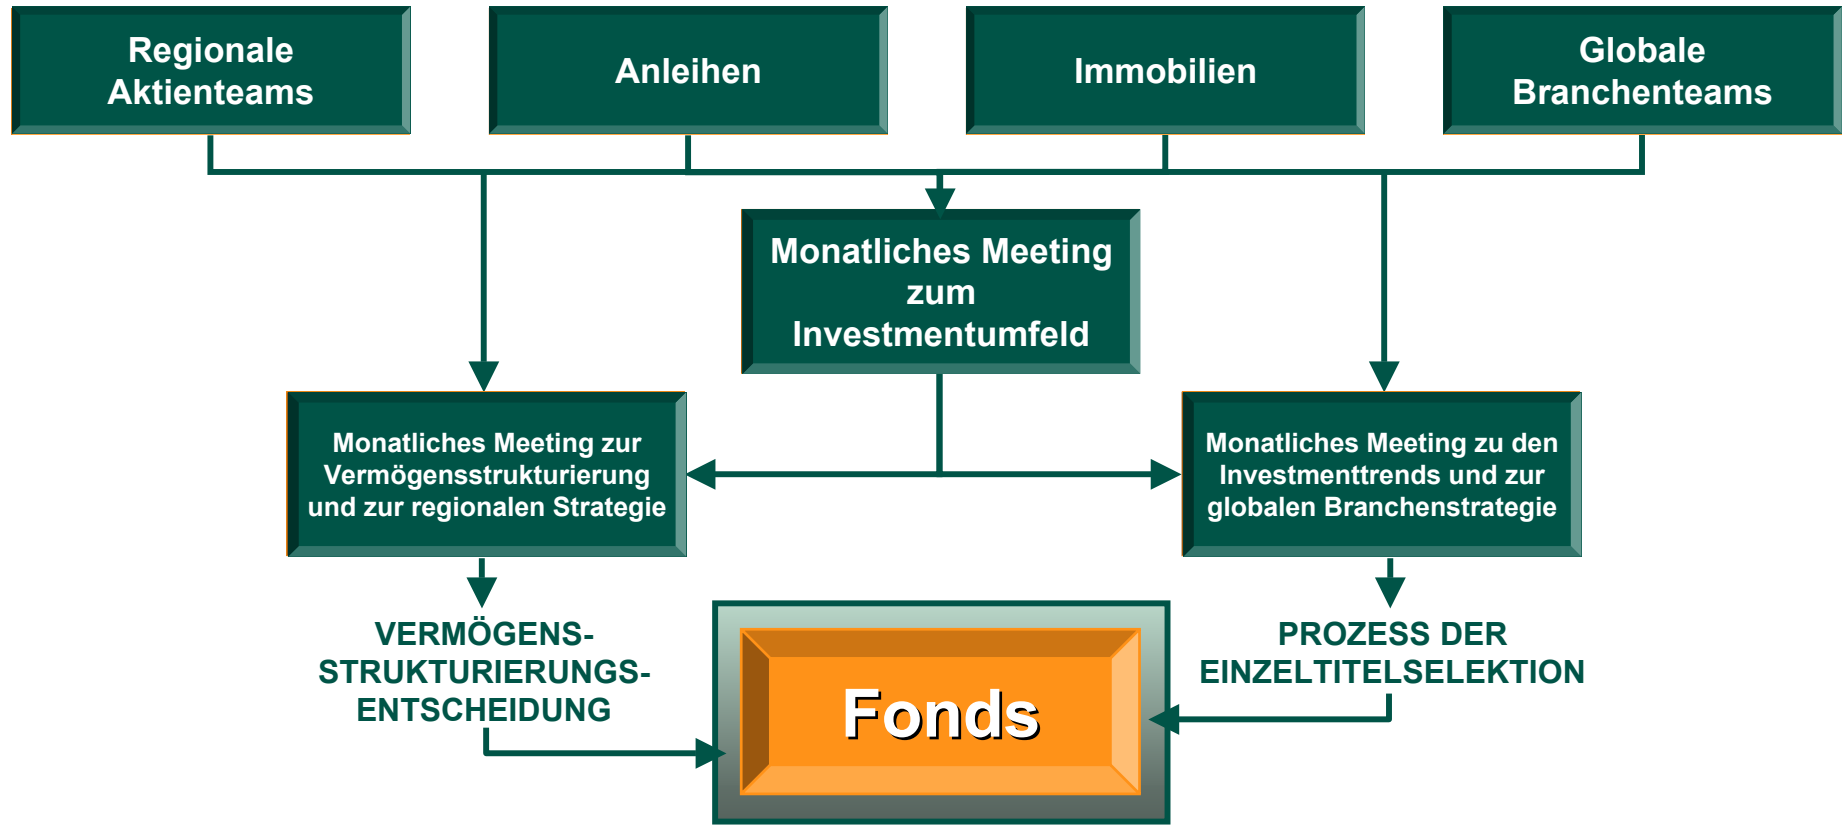 Regionale
Aktienteams
Anleihen
Immobilien
Globale
Branchenteams
Monatliches Meeting
zum
Investmentumfeld
Monatliches Meeting zur
Vermögensstrukturierung
und zur regionalen Strategie
Monatliches Meeting zu den
Investmenttrends und zur
globalen Branchenstrategie
VERMÖGENS-
STRUKTURIERUNGS-
ENTSCHEIDUNG
Fonds
PROZESS DER
EINZELTITELSELEKTION